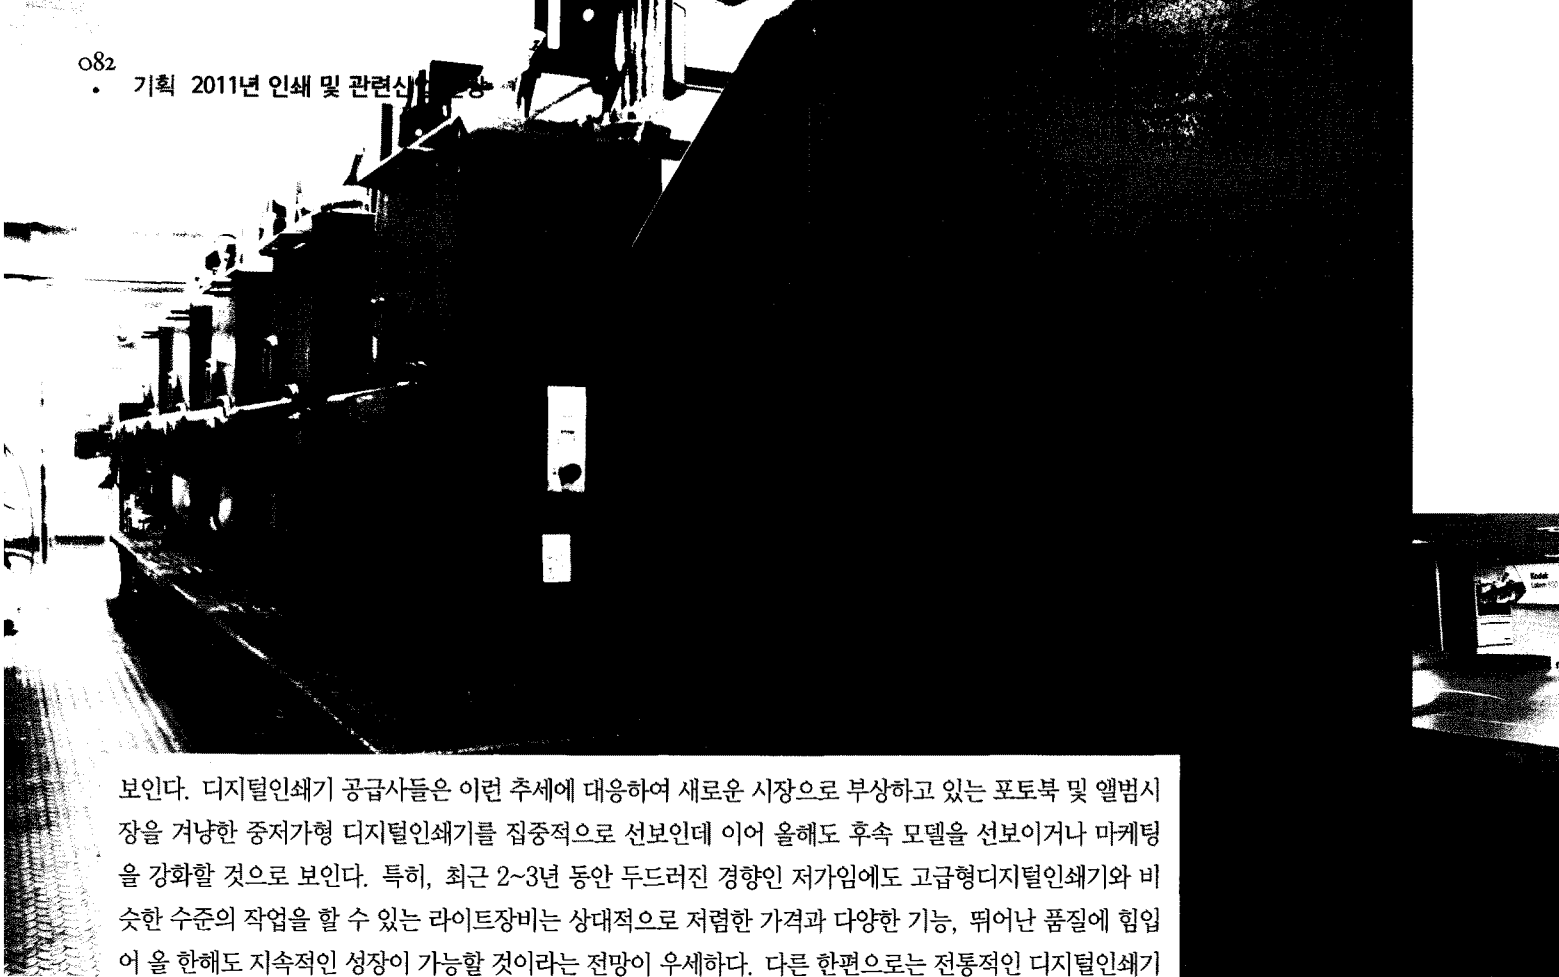 082
기획 2011년 인쇄 및 관련산업 전망
보인다. 디지털인쇄기 공급사들은 이런 추세에 대응하여 새로운 시장으로 부상하고 있는 포토북 및 앨범시
장을 겨냥한 중저가형 디지털인쇄기를 집중적으로 선보인데 이어 올해도 후속 모델을 선보이거나 마케팅
을 강화할 것으로 보인다. 특히, 최근 2~3년 동안 두드러진 경향인 저가임에도 고급형디지털인쇄기와 비
슷한 수준의 작업을 할 수 있는 라이트장비는 상대적으로 저렴한 가격과 다양한 기능, 뛰어난 품질에 힘입
어 올 한해도 지속적인 성장이 가능할 것이라는 전망이 우세하다. 다른 한편으로는 전통적인 디지털인쇄기
Kodak